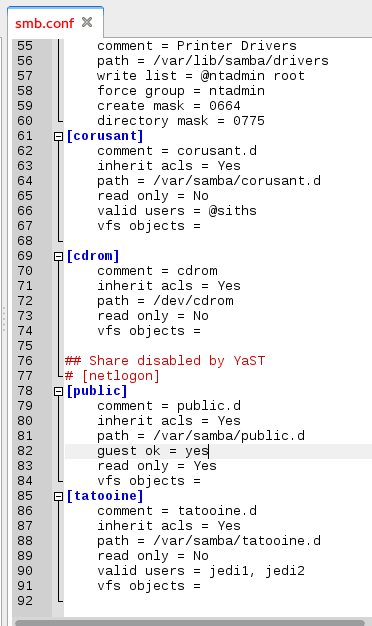 smb.conf
55 comment = Printer Drivers
56 path = /var/lib/samba/drivers
57 write list = @ntadmin root
58 force group = ntadmin
59 create mask = 0664
60 directory mask = 0775
61 [corusant]
62 comment = corusant.d
63 inherit acls = Yes
64 path = /var/samba/corusant.d
65 read only = No
66 valid users = @siths
67 vfs objects =
68
69 [cdrom]
70 comment = cdrom
71 inherit acls = Yes
72 path = /dev/cdrom
73 read only = No
74 vfs objects =
75
76 ## Share disabled by YaST
77 # [netlogon]
78 [public]
79 comment = public.d
80 inherit acls = Yes
81 path = /var/samba/public.d
82 guest ok = yes
83 read only = Yes
84 vfs objects =
85 [tatooine]
86 comment = tatooine.d
87 inherit acls = Yes
88 path = /var/samba/tatooine.d
89 read only = No
90 valid users = jedi1, jedi2
91 vfs objects =
92